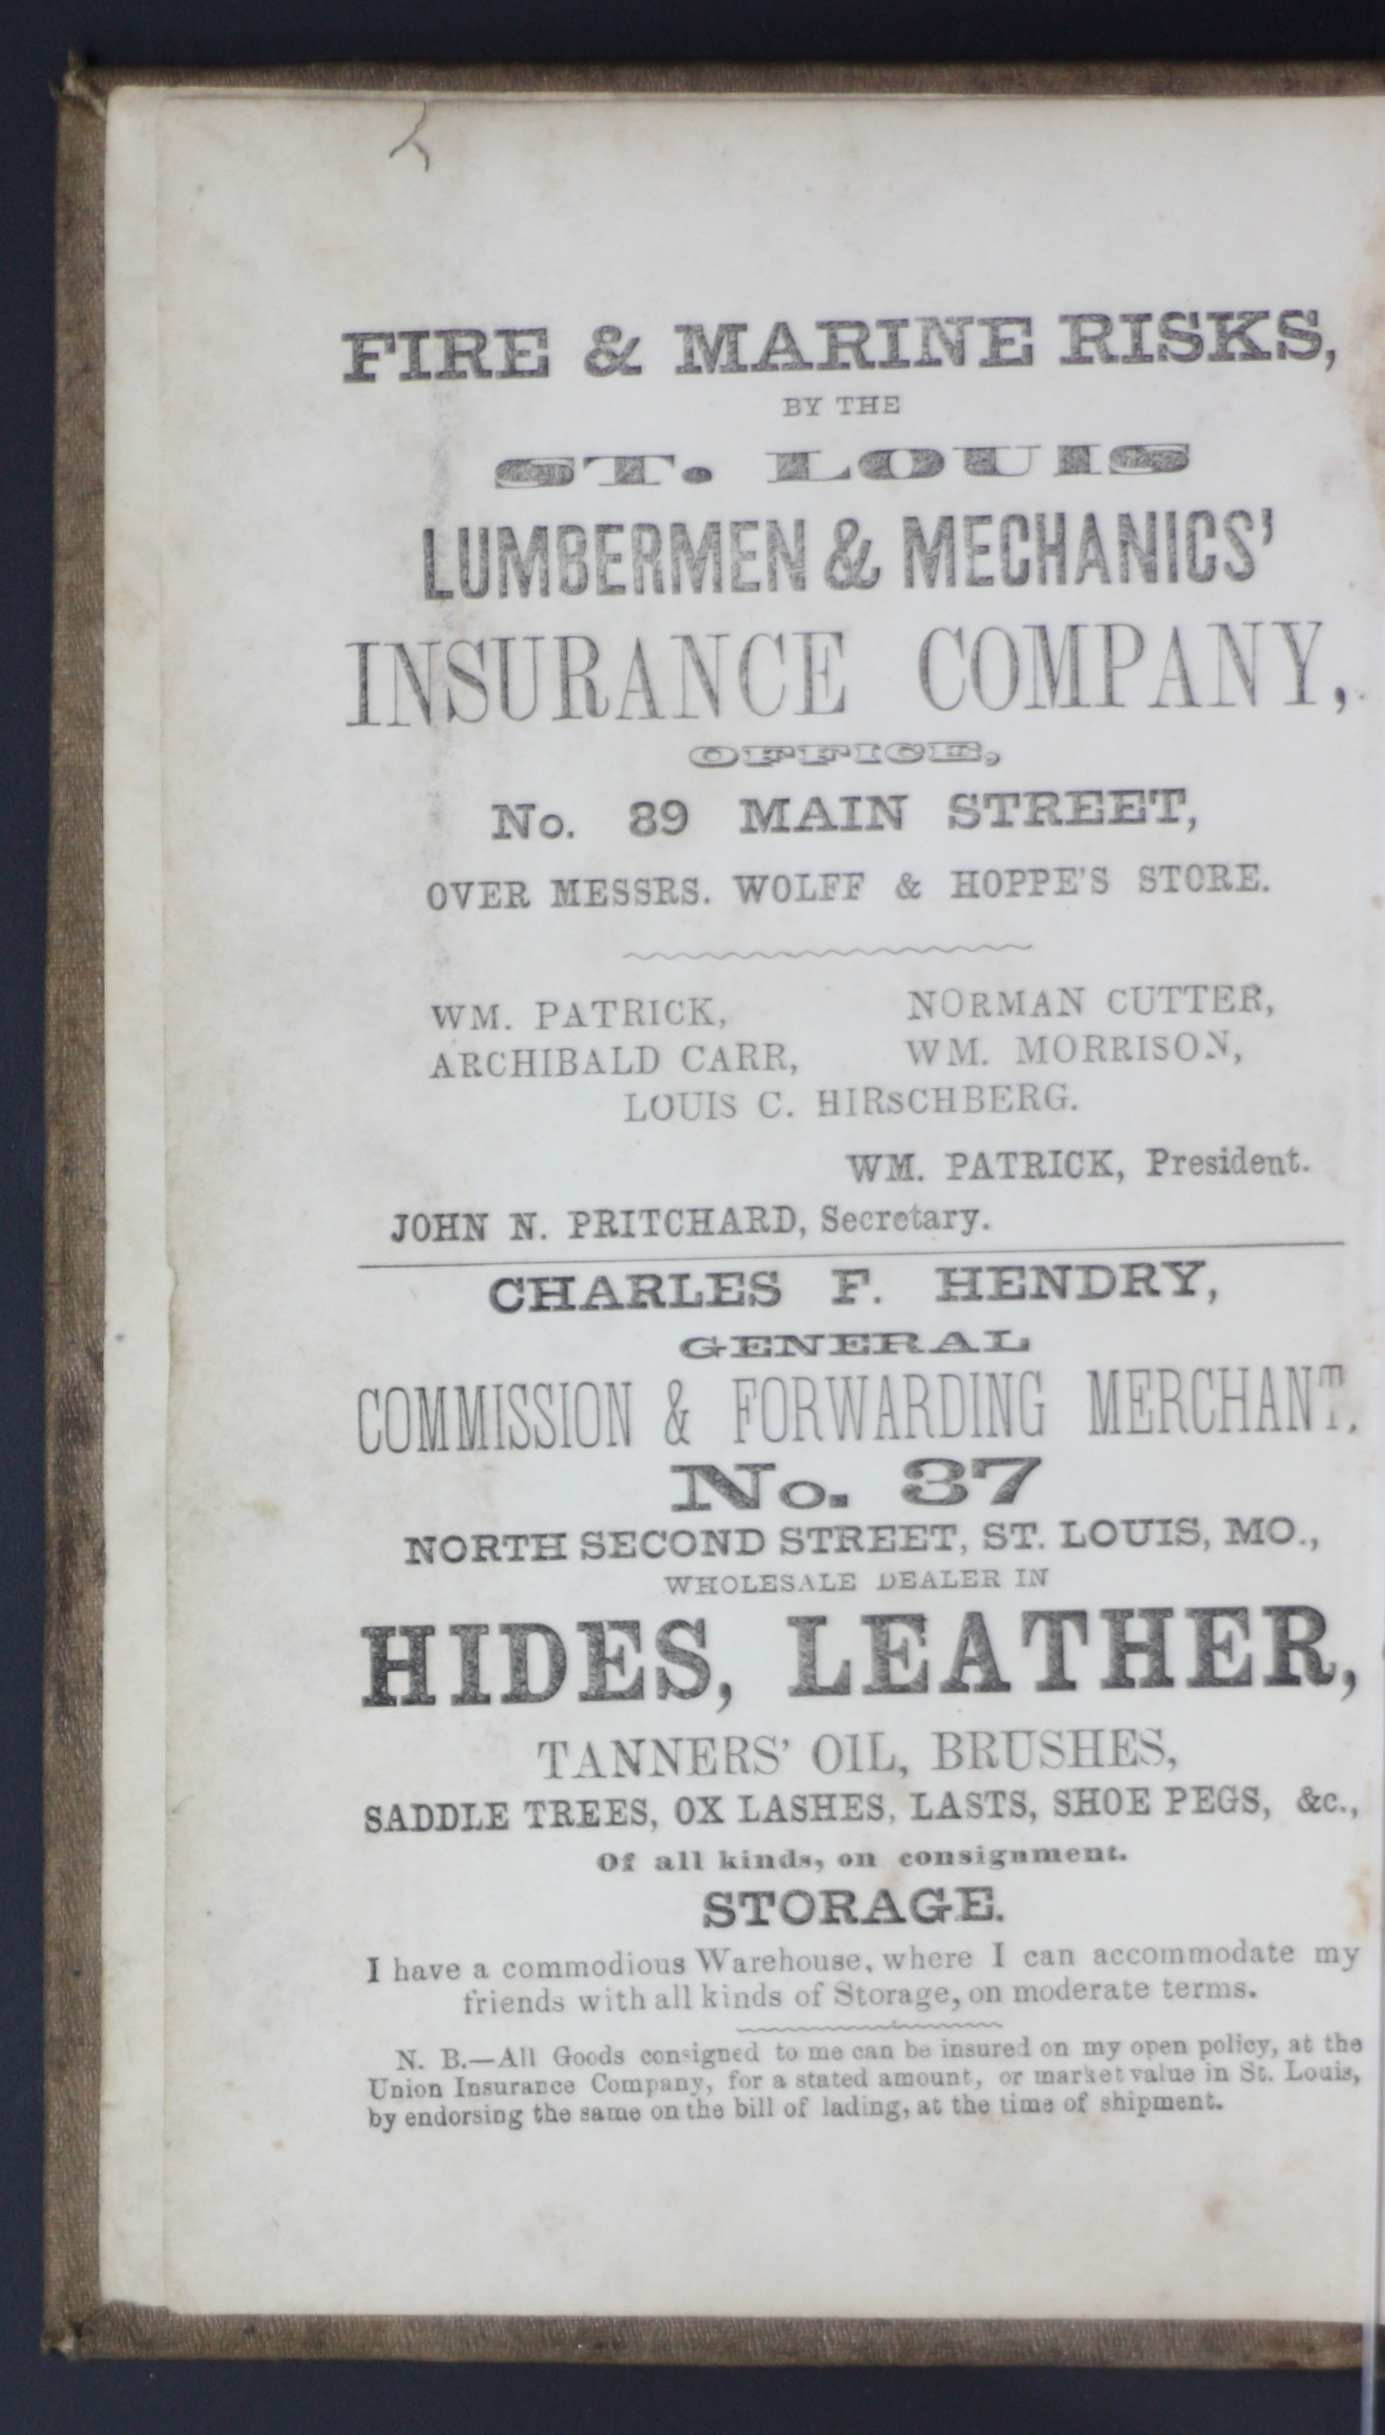 FIRE & MARINE RISKS,
BY THE
ST. LOUIS
LUMBERMEN & MECHANICS'
INSURANCE COMPANY,
OFFICE,
No. 89 MAIN STREET,
OVER MESSRS. WOLFF & HOPPE'S STORE.
WM. PATRICK, NORMAN CUTTER,
ARCHIBALD CARR, WM. MORRISON,
LOUIS C. HIRSCHBERG.
WM. PATRICK, President.
JOHN N. PRITCHARD, Secretary.
CHARLES F. HENDRY,
GENERAL
COMMISSION & FORWARDING MERCHANT,
No. 37
NORTH SECOND STREET, ST. LOUIS, MO.,
WHOLESALE DEALER IN
HIDES, LEATHER,
TANNERS' OIL, BRUSHES,
SADDLE TREES, OX LASHES, LASTS, SHOE PEGS, &c.,
Of all kinds, on consignment.
STORAGE.
I have a commodious Warehouse, where I can accommodate my
friends with all kinds of Storage, on moderate terms.
N. B.—All Goods consigned to me can be insured on my open policy, at the
Union Insurance Company, for a stated amount, or market value in St. Louis,
by endorsing the same on the bill of lading, at the time of shipment.